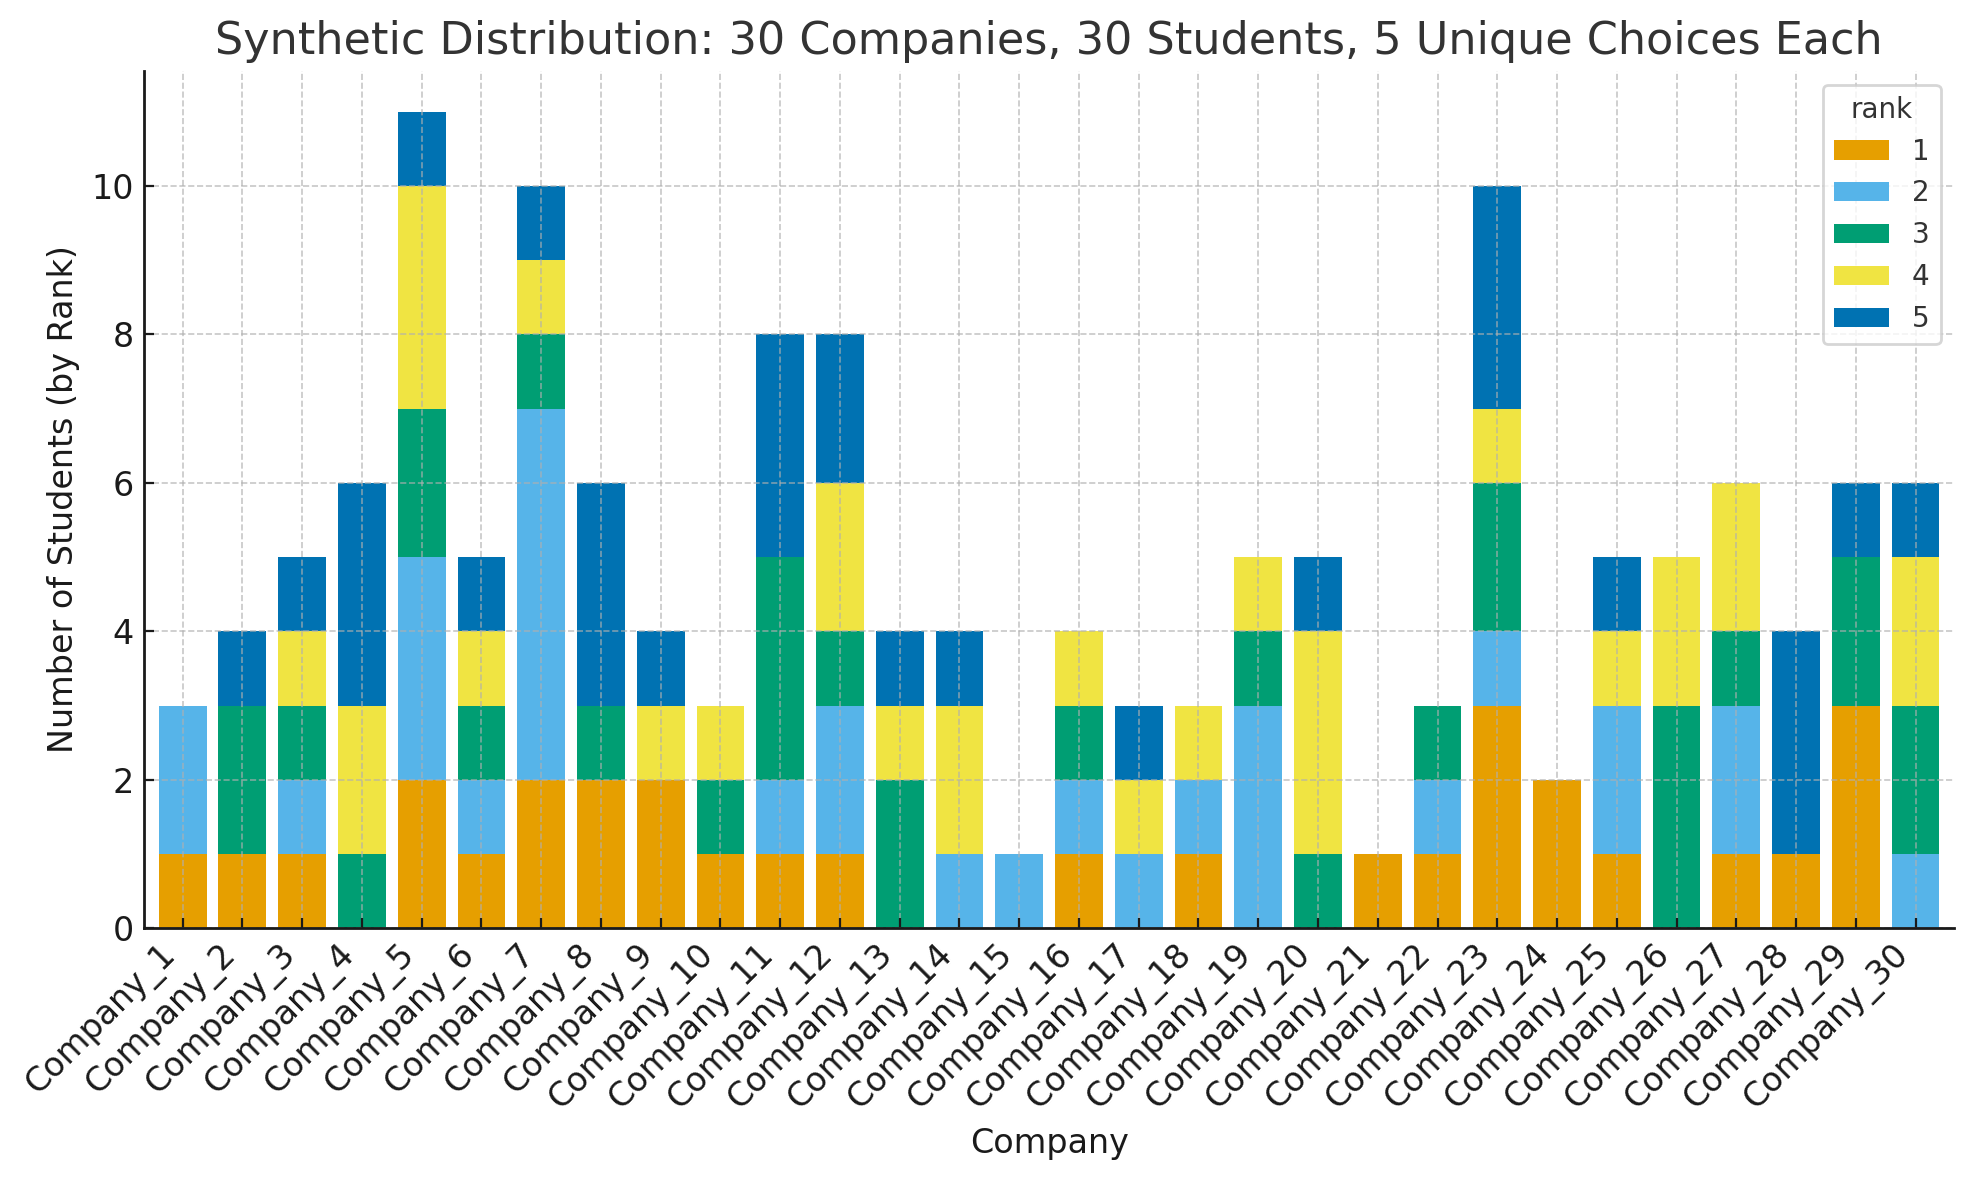 Synthetic Distribution: 30 Companies, 30 Students, 5 Unique Choices Each
rank
1
2
3
4
5
Number of Students (by Rank)
10
8
6
4
2
0
Company_1
Company_2
Company_3
Company_4
Company_5
Company_6
Company_7
Company_8
Company_9
Company_10
Company_11
Company_12
Company_13
Company_14
Company_15
Company_16
Company_17
Company_18
Company_19
Company_20
Company_21
Company_22
Company_23
Company_24
Company_25
Company_26
Company_27
Company_28
Company_29
Company_30
Company